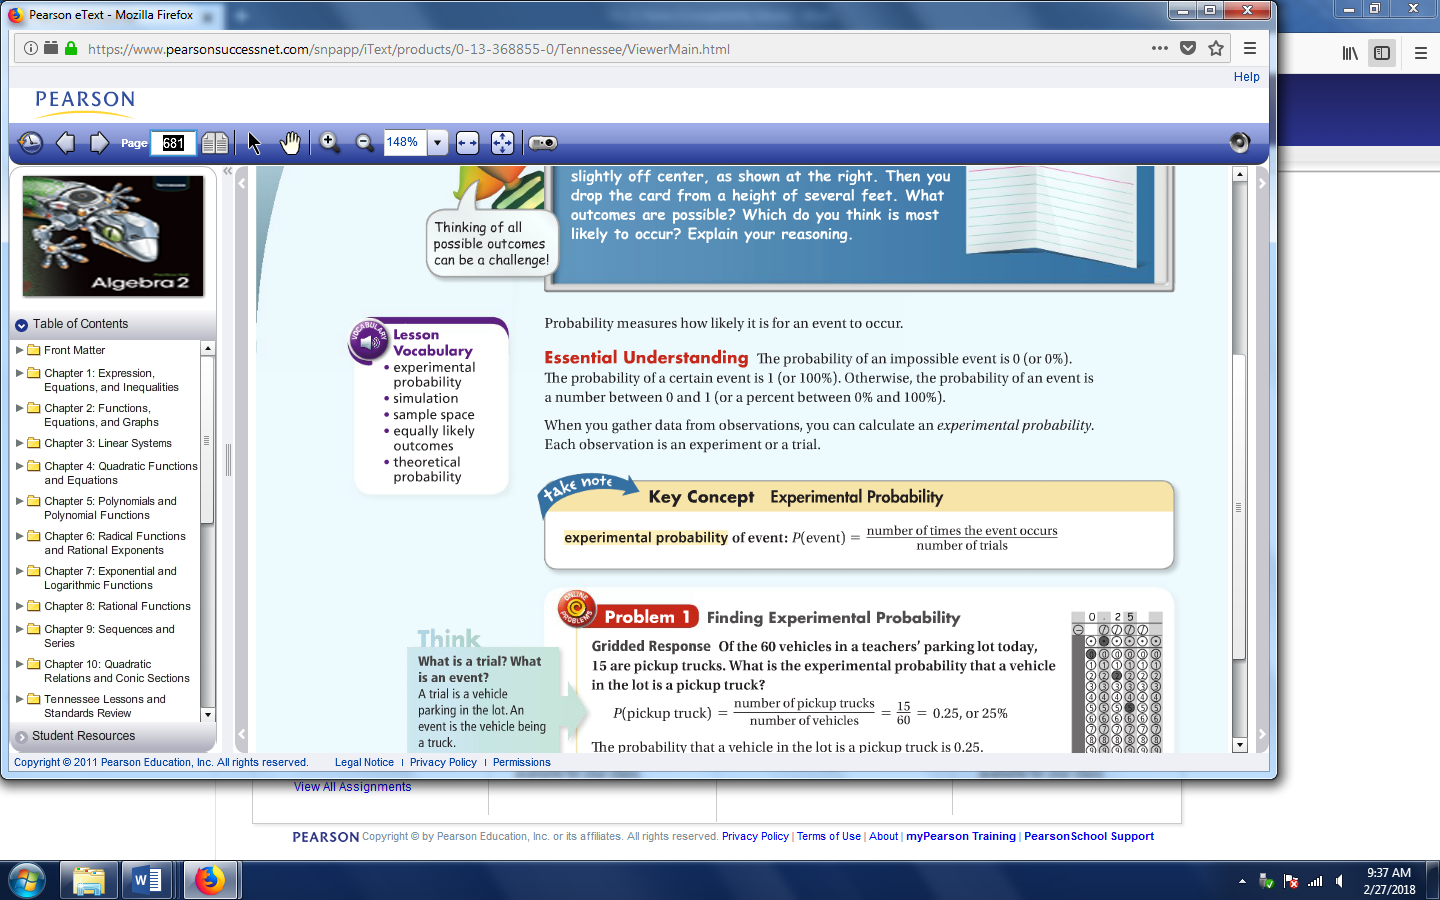 Pearson eText - Mozilla Firefox
https://www.pearsonsuccessnet.com/snpapp/iText/products/0-13-368855-0/Tennessee/ViewerMain.html
Help
PEARSON
Page 681 148%
Algebra 2
Table of Contents
Front Matter
Chapter 1: Expression,
Equations, and Inequalities
Chapter 2: Functions,
Equations, and Graphs
Chapter 3: Linear Systems
Chapter 4: Quadratic Functions
and Equations
Chapter 5: Polynomials and
Polynomial Functions
Chapter 6: Radical Functions
and Rational Exponents
Chapter 7: Exponential and
Logarithmic Functions
Chapter 8: Rational Functions
Chapter 9: Sequences and
Series
Chapter 10: Quadratic
Relations and Conic Sections
Tennessee Lessons and
Standards Review
Student Resources
slightly off center, as shown at the right. Then you
drop the card from a height of several feet. What
outcomes are possible? Which do you think is most
likely to occur? Explain your reasoning.
Thinking of all
possible outcomes
can be a challenge!
VOCABULARY
Lesson
Vocabulary
• experimental
probability
• simulation
• sample space
• equally likely
outcomes
• theoretical
probability
Probability measures how likely it is for an event to occur.
Essential Understanding The probability of an impossible event is 0 (or 0%).
The probability of a certain event is 1 (or 100%). Otherwise, the probability of an event is
a number between 0 and 1 (or a percent between 0% and 100%).
When you gather data from observations, you can calculate an experimental probability.
Each observation is an experiment or a trial.
take note
Key Concept Experimental Probability
experimental probability of event: P(event) = number of times the event occurs / number of trials
ONLINE PROBLEMS
Problem 1 Finding Experimental Probability
Gridded Response Of the 60 vehicles in a teachers' parking lot today,
15 are pickup trucks. What is the experimental probability that a vehicle
in the lot is a pickup truck?
P(pickup truck) = number of pickup trucks / number of vehicles = 15/60 = 0.25, or 25%
The probability that a vehicle in the lot is a pickup truck is 0.25.
Think
What is a trial? What
is an event?
A trial is a vehicle
parking in the lot. An
event is the vehicle being
a truck.
0 . 2 5
Copyright © 2011 Pearson Education, Inc. All rights reserved. Legal Notice | Privacy Policy | Permissions
View All Assignments
PEARSON Copyright © by Pearson Education, Inc. or its affiliates. All rights reserved. Privacy Policy | Terms of Use | About | myPearson Training | PearsonSchool Support
9:37 AM
2/27/2018